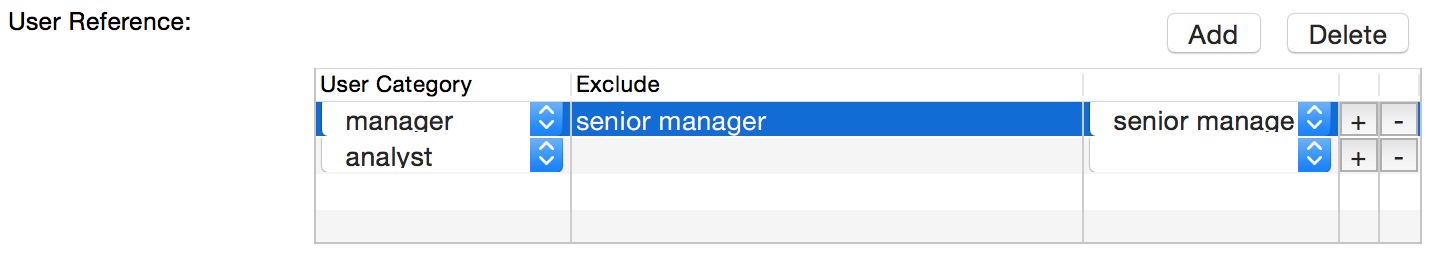 User Reference:
Add Delete
User Category Exclude
manager senior manager senior manage + -
analyst + -